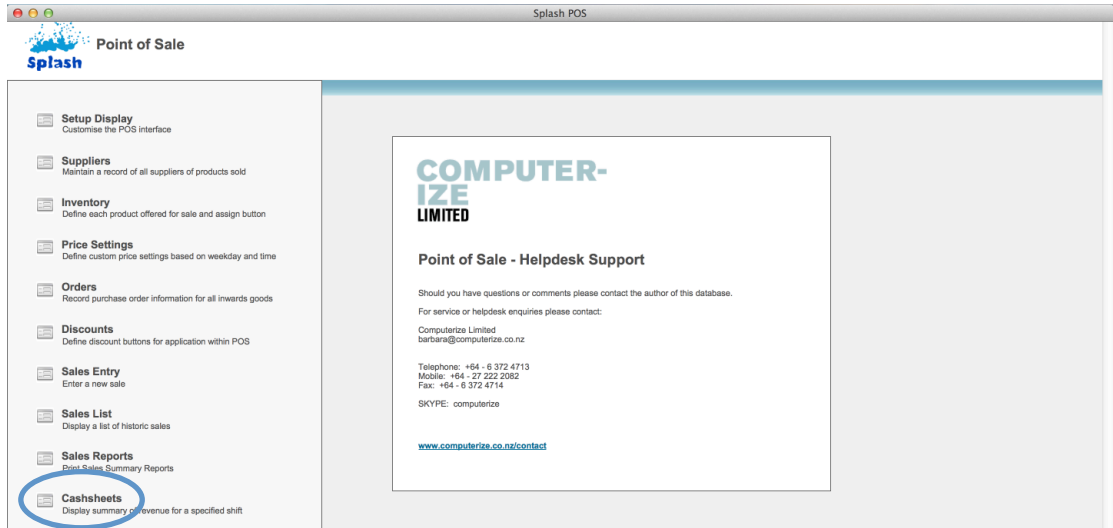 Splash POS
Point of Sale
Splash
Setup Display
Customise the POS interface
Suppliers
Maintain a record of all suppliers of products sold
Inventory
Define each product offered for sale and assign button
Price Settings
Define custom price settings based on weekday and time
Orders
Record purchase order information for all inwards goods
Discounts
Define discount buttons for application within POS
Sales Entry
Enter a new sale
Sales List
Display a list of historic sales
Sales Reports
Print Sales Summary Reports
Cashsheets
Display summary of revenue for a specified shift
COMPUTER-
IZE
LIMITED
Point of Sale - Helpdesk Support
Should you have questions or comments please contact the author of this database.
For service or helpdesk enquiries please contact:
Computerize Limited
barbara@computerize.co.nz
Telephone: +64 - 6 372 4713
Mobile: +64 - 27 222 2082
Fax: +64 - 6 372 4714
SKYPE: computerize
www.computerize.co.nz/contact